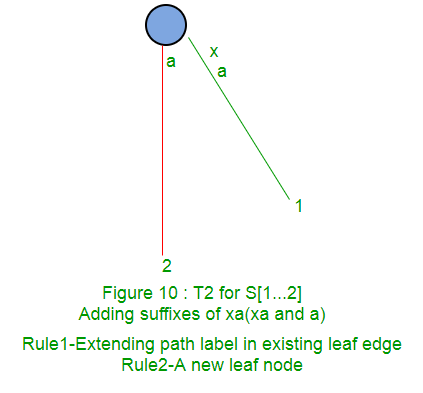 a
x
a
1
2
Figure 10 : T2 for S[1...2]
Adding suffixes of xa(xa and a)
Rule1-Extending path label in existing leaf edge
Rule2-A new leaf node